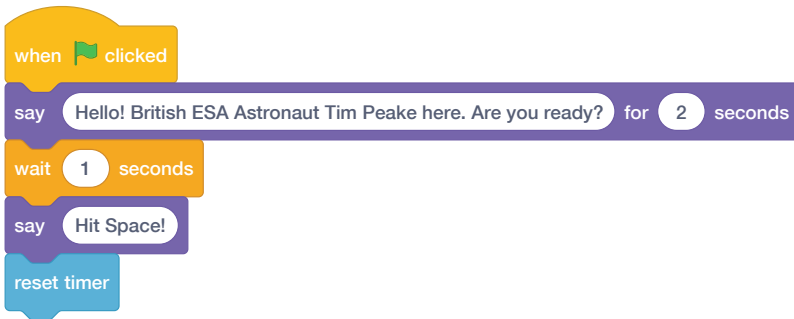 when clicked
say Hello! British ESA Astronaut Tim Peake here. Are you ready? for 2 seconds
wait 1 seconds
say Hit Space!
reset timer